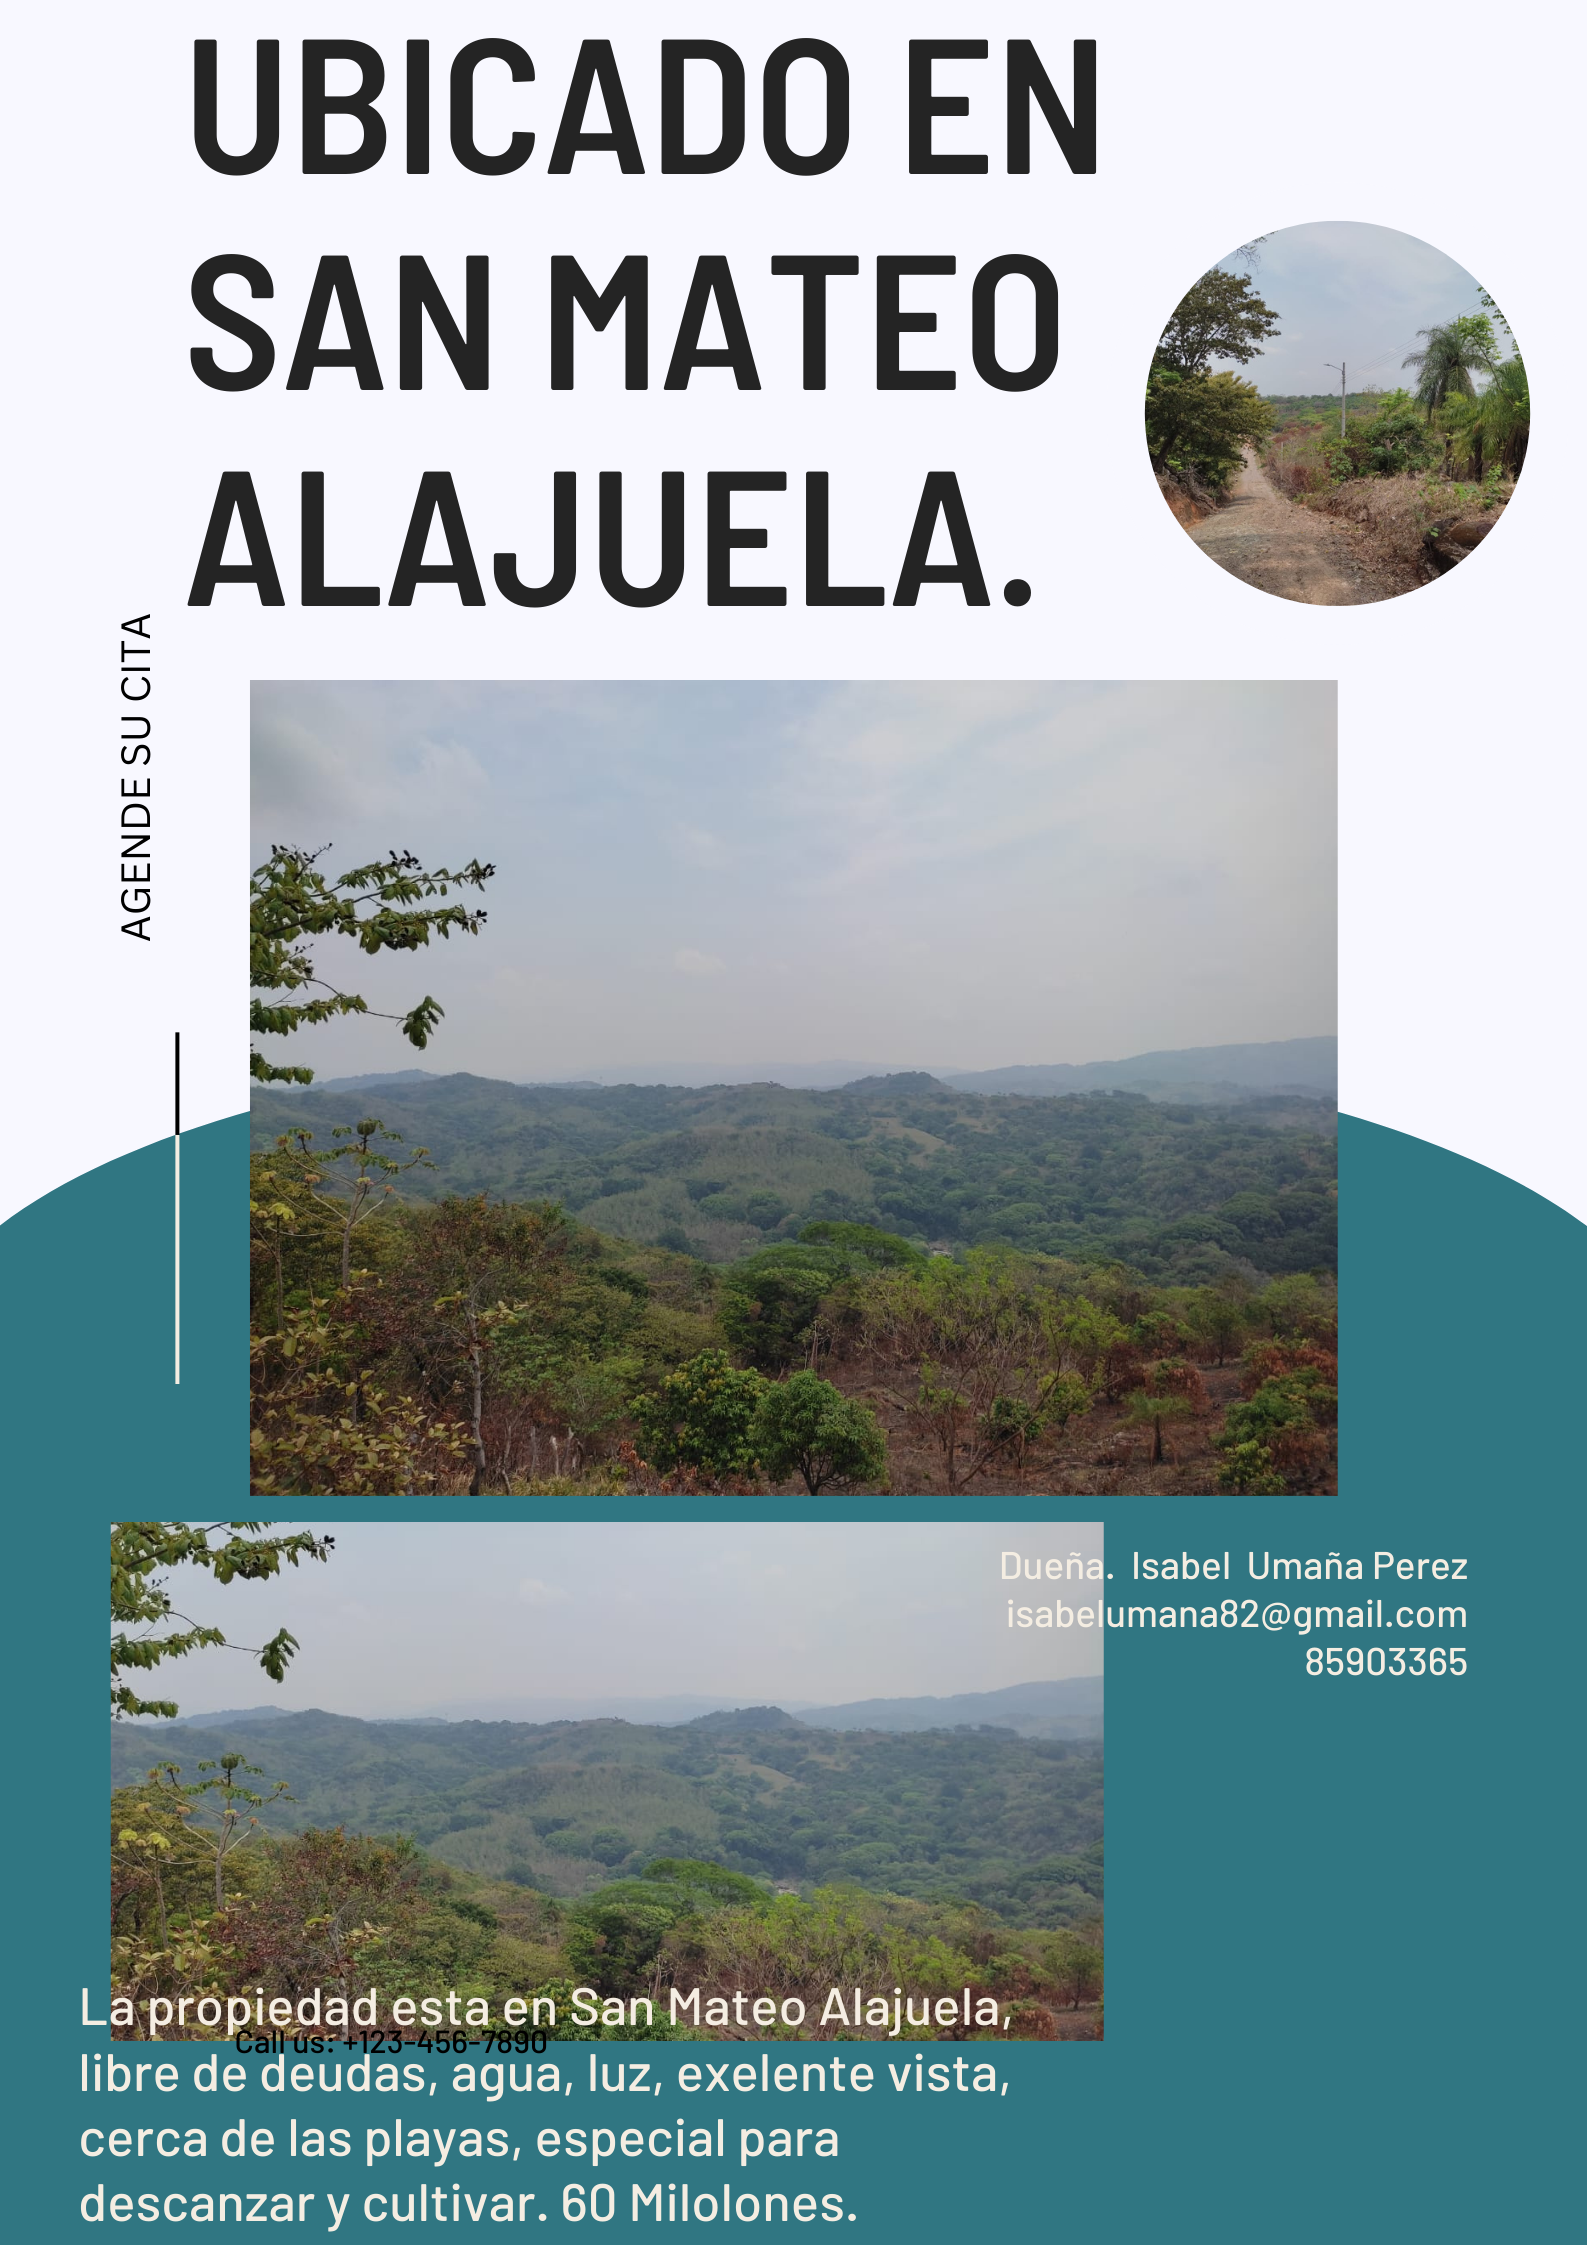 UBICADO EN
SAN MATEO
ALAJUELA.
AGENDE SU CITA
Dueña. Isabel Umaña Perez
isabelumana82@gmail.com
85903365
La propiedad esta en San Mateo Alajuela,
Call us: +123-456-7890
libre de deudas, agua, luz, exelente vista,
cerca de las playas, especial para
descanzar y cultivar. 60 Milolones.